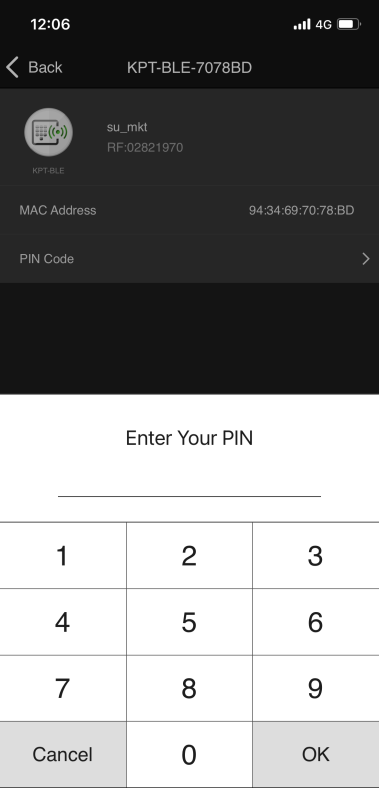 12:06 4G
Back KPT-BLE-7078BD
su_mkt
RF:02821970
KPT-BLE
MAC Address 94:34:69:70:78:BD
PIN Code
Enter Your PIN
1 2 3
4 5 6
7 8 9
Cancel 0 OK